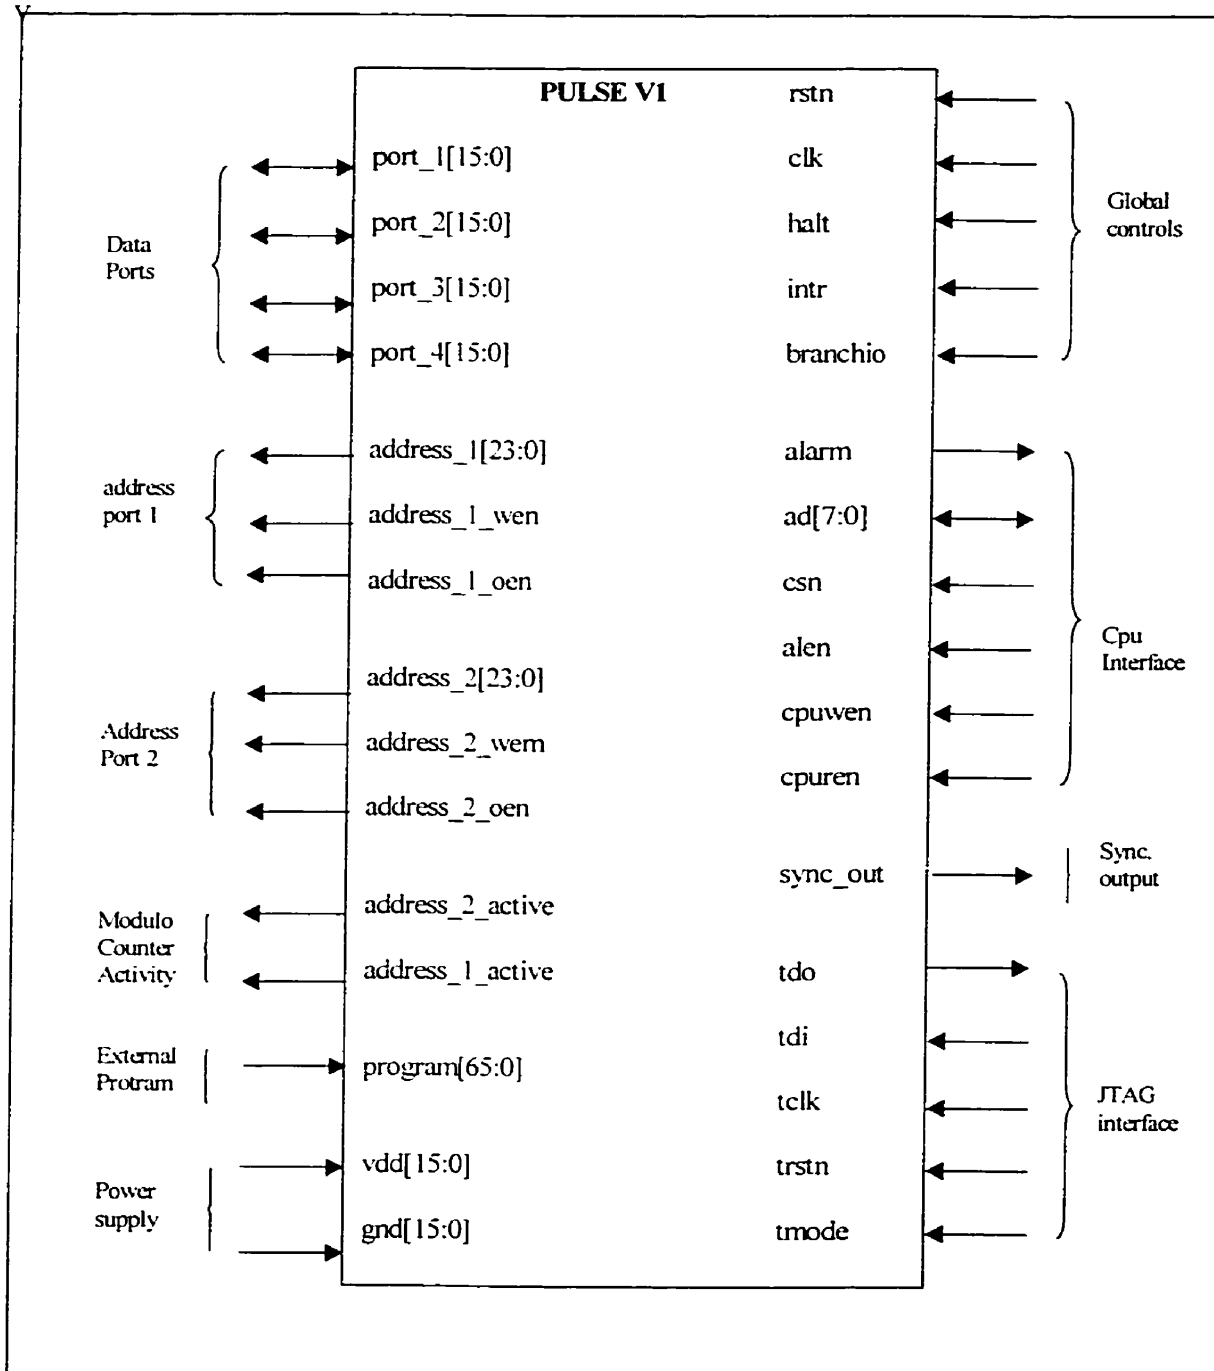 PULSE V1
Data
Ports
port_1[15:0]
port_2[15:0]
port_3[15:0]
port_4[15:0]
address
port 1
address_1[23:0]
address_1_wen
address_1_oen
Address
Port 2
address_2[23:0]
address_2_wem
address_2_oen
Modulo
Counter
Activity
address_2_active
address_1_active
External
Protram
program[65:0]
Power
supply
vdd[15:0]
gnd[15:0]
rstn
clk
halt
intr
branchio
Global
controls
alarm
ad[7:0]
csn
alen
cpuwen
cpuren
Cpu
Interface
sync_out
Sync.
output
tdo
tdi
tclk
trstn
tmode
JTAG
interface